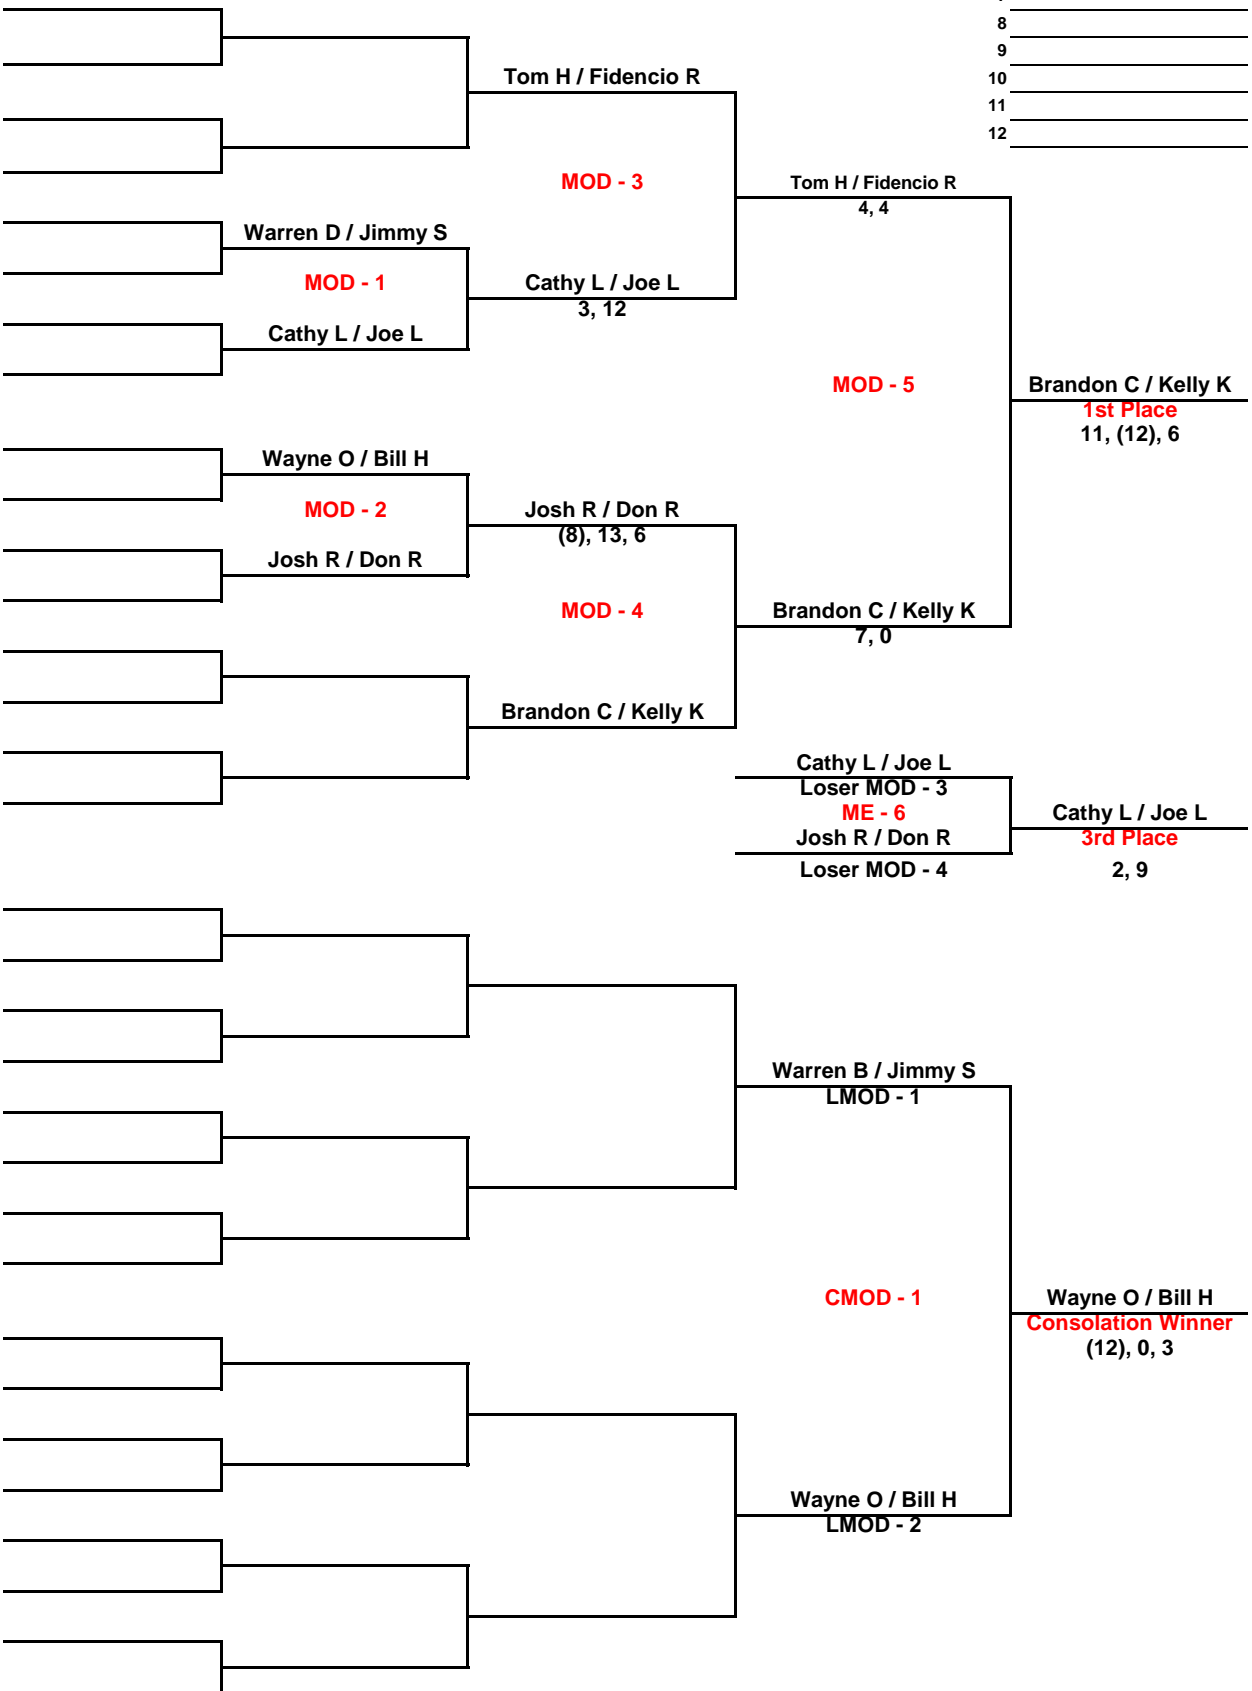 8
9
Tom H / Fidencio R
10
11
12
MOD - 3
Tom H / Fidencio R
4, 4
Warren D / Jimmy S
MOD - 1
Cathy L / Joe L
3, 12
Cathy L / Joe L
MOD - 5
Brandon C / Kelly K
1st Place
11, (12), 6
Wayne O / Bill H
MOD - 2
Josh R / Don R
(8), 13, 6
Josh R / Don R
MOD - 4
Brandon C / Kelly K
7, 0
Brandon C / Kelly K
Cathy L / Joe L
Loser MOD - 3
ME - 6
Cathy L / Joe L
3rd Place
Josh R / Don R
Loser MOD - 4
2, 9
Warren B / Jimmy S
LMOD - 1
CMOD - 1
Wayne O / Bill H
Consolation Winner
(12), 0, 3
Wayne O / Bill H
LMOD - 2